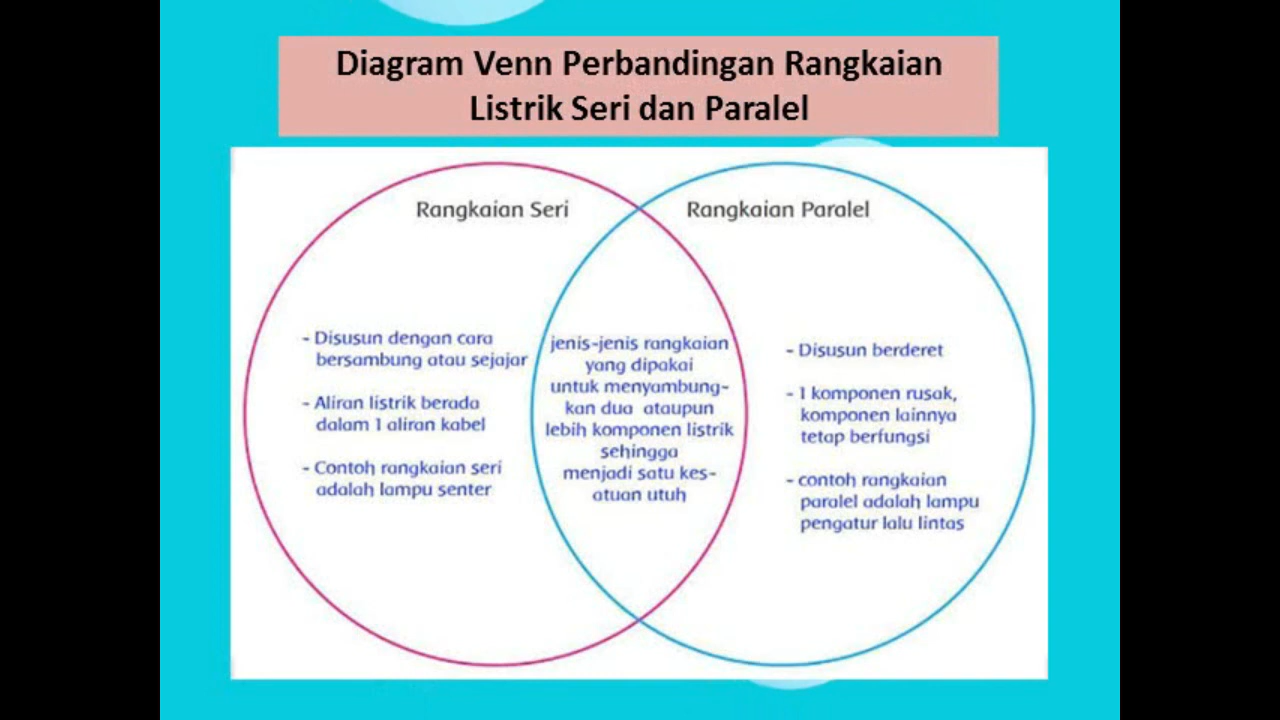 Diagram Venn Perbandingan Rangkaian
Listrik Seri dan Paralel
Rangkaian Seri
- Disusun dengan cara
bersambung atau sejajar
- Aliran listrik berada
dalam 1 aliran kabel
- Contoh rangkaian seri
adalah lampu senter
jenis-jenis rangkaian
yang dipakai
untuk menyambung-
kan dua ataupun
lebih komponen listrik
sehingga
menjadi satu kes-
atuan utuh
Rangkaian Paralel
- Disusun berderet
- 1 komponen rusak,
komponen lainnya
tetap berfungsi
- contoh rangkaian
paralel adalah lampu
pengatur lalu lintas